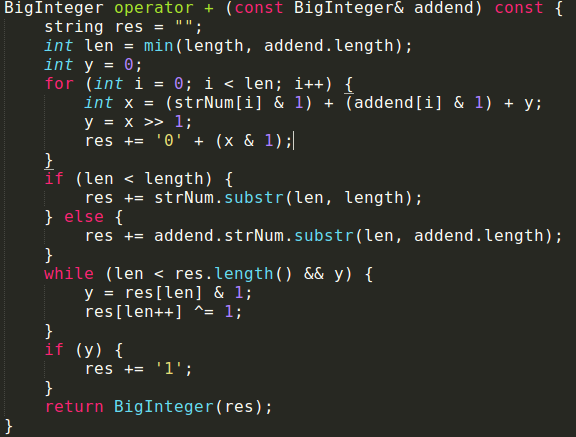 BigInteger operator + (const BigInteger& addend) const {
    string res = "";
    int len = min(length, addend.length);
    int y = 0;
    for (int i = 0; i < len; i++) {
        int x = (strNum[i] & 1) + (addend[i] & 1) + y;
        y = x >> 1;
        res += '0' + (x & 1);
    }
    if (len < length) {
        res += strNum.substr(len, length);
    } else {
        res += addend.strNum.substr(len, addend.length);
    }
    while (len < res.length() && y) {
        y = res[len] & 1;
        res[len++] ^= 1;
    }
    if (y) {
        res += '1';
    }
    return BigInteger(res);
}